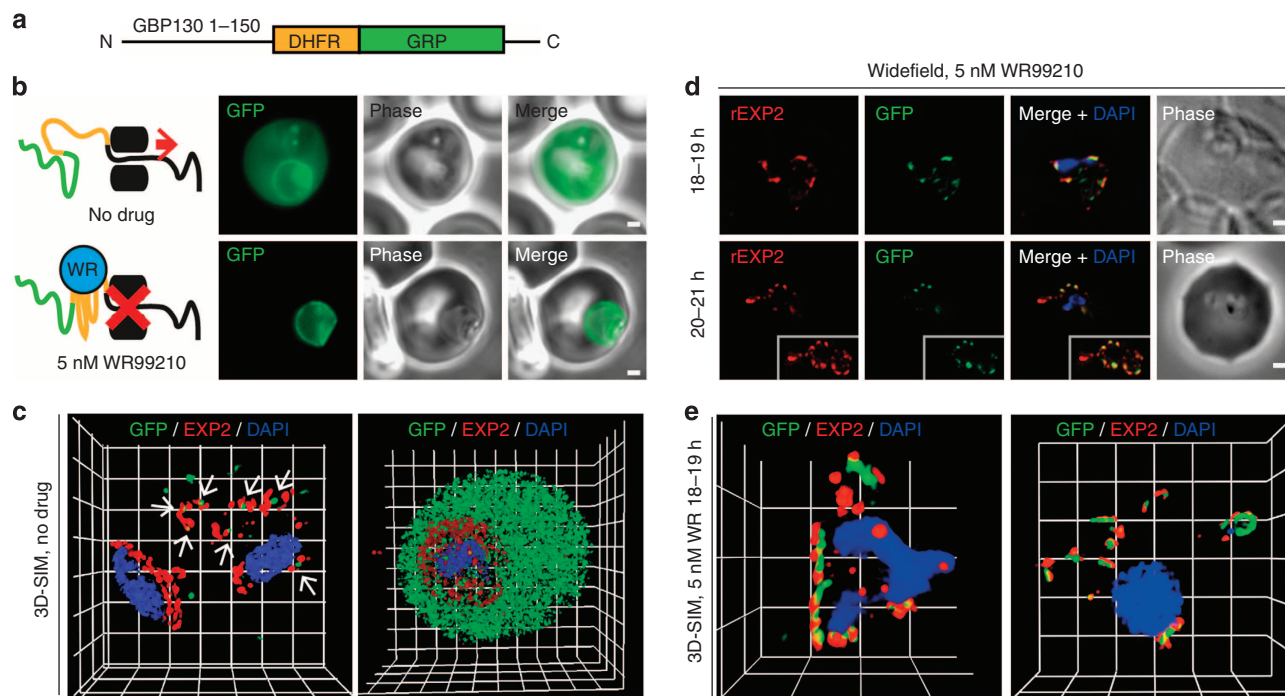 a
GBP130 1–150
N
DHFR
GRP
C
b
No drug
GFP
Phase
Merge
WR
5 nM WR99210
GFP
Phase
Merge
c
3D-SIM, no drug
GFP / EXP2 / DAPI
GFP / EXP2 / DAPI
d
Widefield, 5 nM WR99210
18–19 h
rEXP2
GFP
Merge + DAPI
Phase
20–21 h
rEXP2
GFP
Merge + DAPI
Phase
e
3D-SIM, 5 nM WR 18–19 h
GFP / EXP2 / DAPI
GFP / EXP2 / DAPI